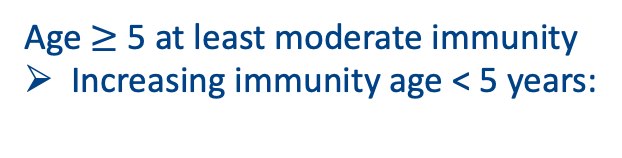 Age ≥ 5 at least moderate immunity
➢ Increasing immunity age < 5 years: